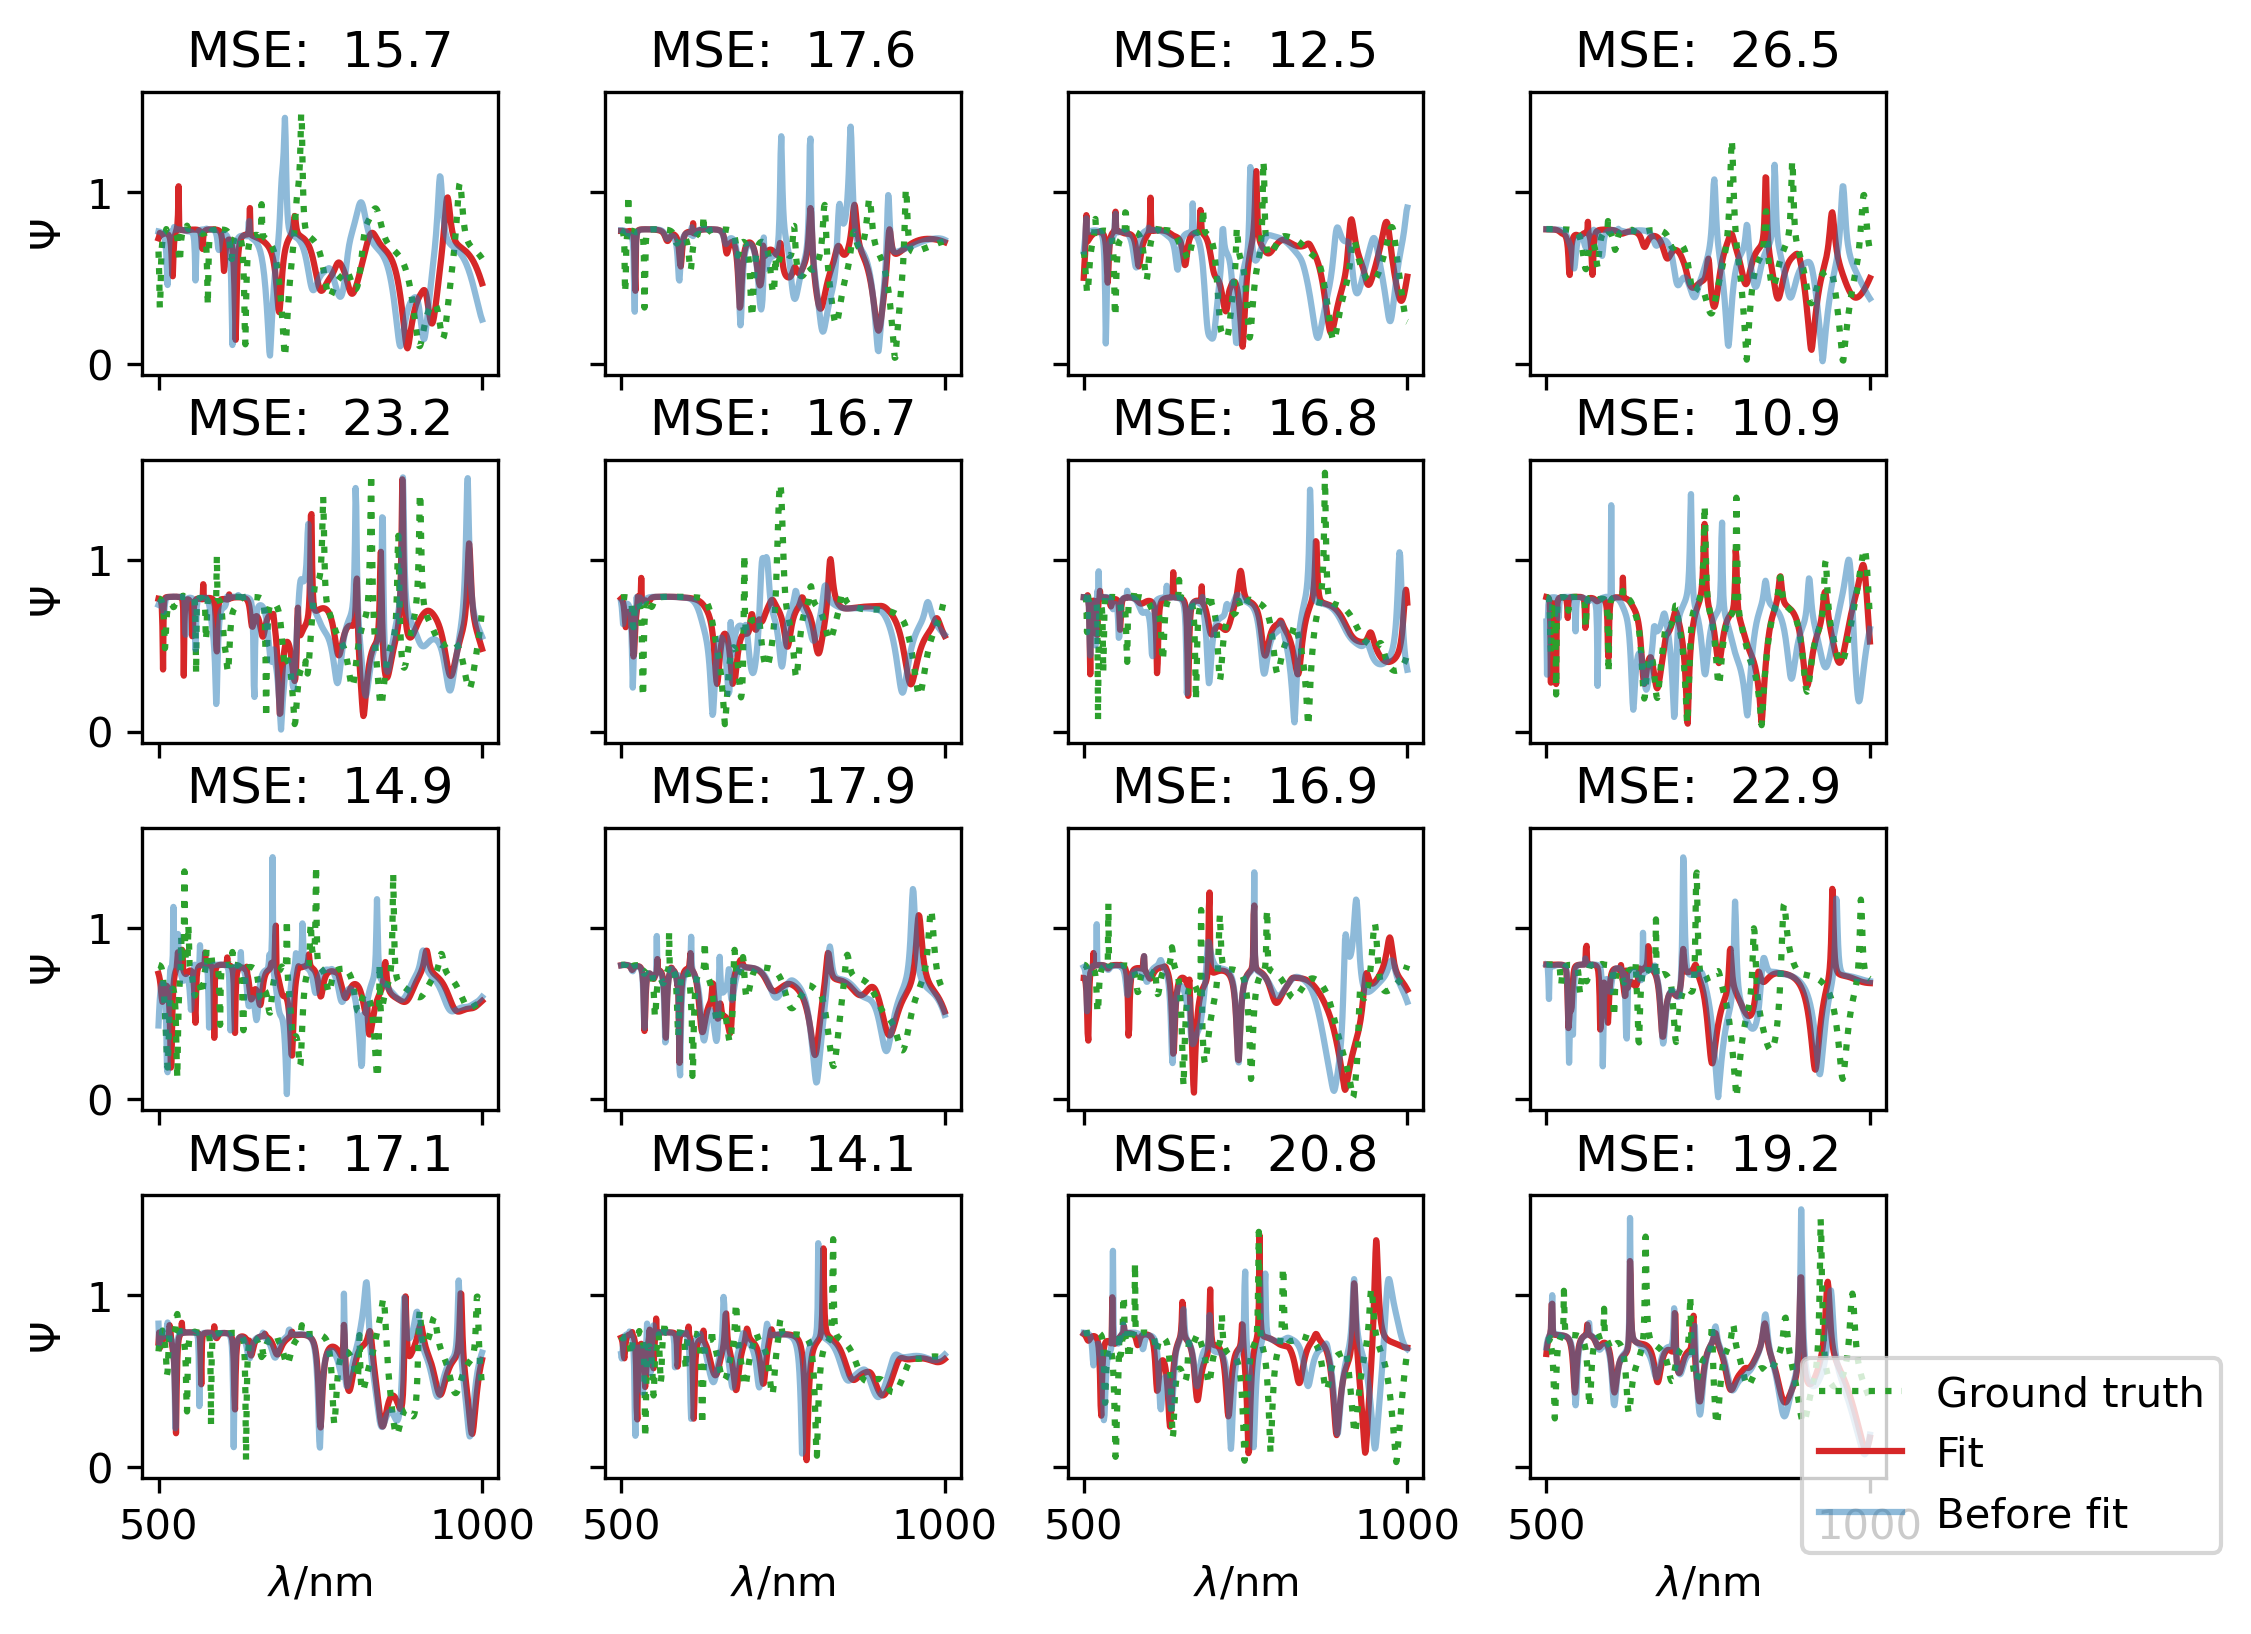 MSE: 15.7
MSE: 17.6
MSE: 12.5
MSE: 26.5
1
0
Ψ
MSE: 23.2
MSE: 16.7
MSE: 16.8
MSE: 10.9
1
0
Ψ
MSE: 14.9
MSE: 17.9
MSE: 16.9
MSE: 22.9
1
0
Ψ
MSE: 17.1
MSE: 14.1
MSE: 20.8
MSE: 19.2
1
0
Ψ
500 1000
500 1000
500 1000
500 1000
λ/nm
λ/nm
λ/nm
λ/nm
Ground truth
Fit
Before fit